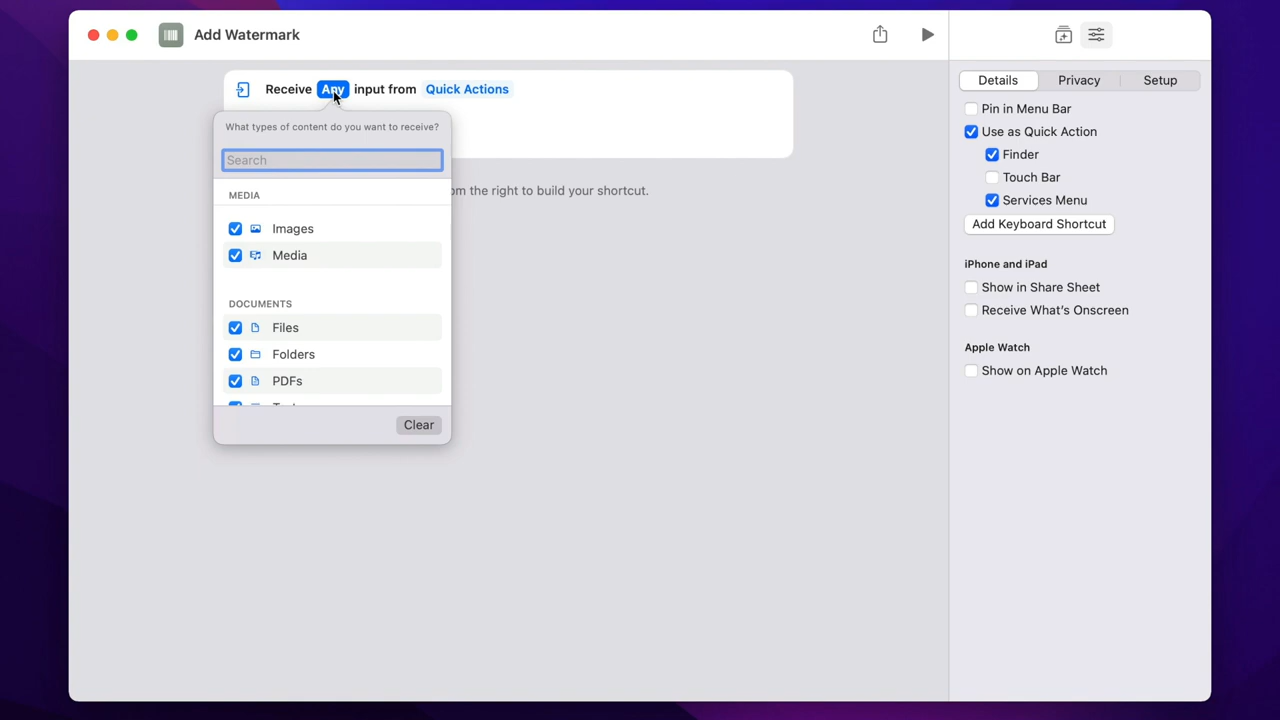 Add Watermark
Receive Any input from Quick Actions
What types of content do you want to receive?
Search
MEDIA
Images
Media
DOCUMENTS
Files
Folders
PDFs
Clear
om the right to build your shortcut.
Details Privacy Setup
Pin in Menu Bar
Use as Quick Action
Finder
Touch Bar
Services Menu
Add Keyboard Shortcut
iPhone and iPad
Show in Share Sheet
Receive What's Onscreen
Apple Watch
Show on Apple Watch